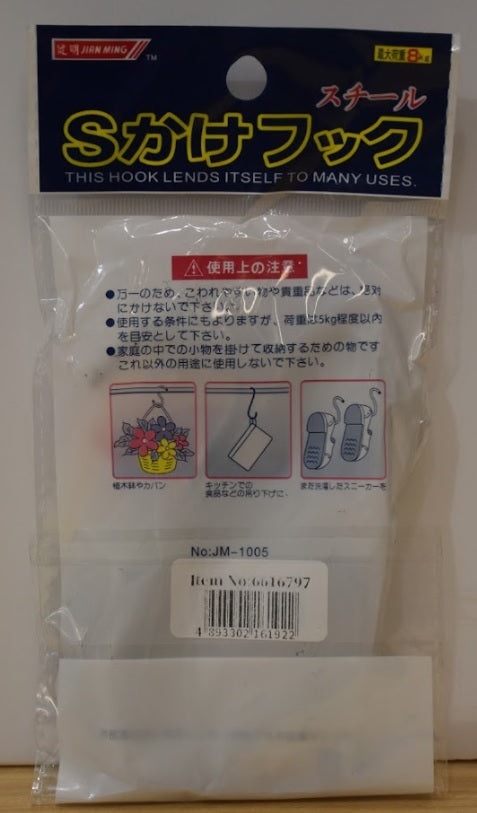 建明 JIAN MING
TM
最大荷重8kg
スチール
Sかけフック
THIS HOOK LENDS ITSELF TO MANY USES.
使用上の注意
●万一のため、こわれやすい物や貴重品などは、絶対
にかけないで下さい。
●使用する条件にもよりますが、荷重は5kg程度以内
を目安として下さい。
●家庭の中での小物を掛けて収納するための物です
これ以外の用途に使用しないで下さい。
植木鉢やカバン
キッチンでの
食品などの吊り下げに、
また洗濯したスニーカーを
No:JM-1005
Item No:6616797
4 893302 161922